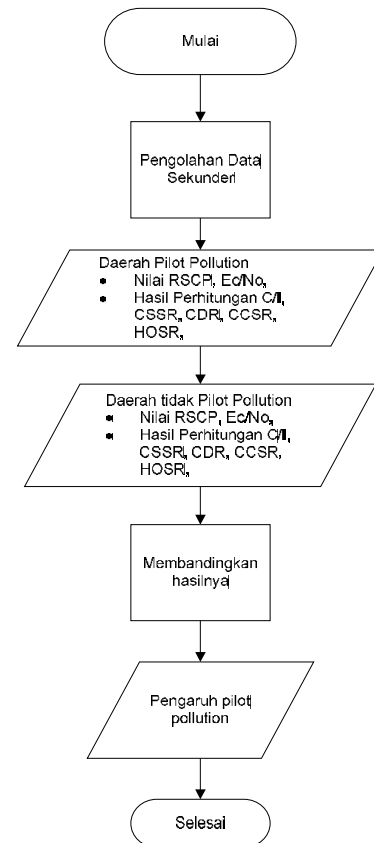 Mulai
Pengolahan Data
Sekunder
Daerah Pilot Pollution
● Nilai RSCP, Ec/No,
● Hasil Perhitungan C/I,
CSSR, CDR, CCSR,
HOSR,
Daerah tidak Pilot Pollution
● Nilai RSCP, Ec/No,
● Hasil Perhitungan C/I,
CSSR, CDR, CCSR,
HOSR,
Membandingkan
hasilnya
Pengaruh pilot
pollution
Selesai